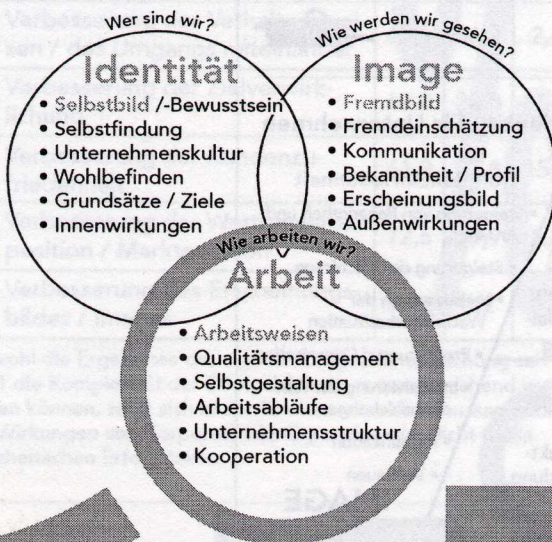 Wer sind wir?
Identität
• Selbstbild /-Bewusstsein
• Selbstfindung
• Unternehmenskultur
• Wohlbefinden
• Grundsätze / Ziele
• Innenwirkungen
Wie werden wir gesehen?
Image
• Fremdbild
• Fremdeinschätzung
• Kommunikation
• Bekanntheit / Profil
• Erscheinungsbild
• Außenwirkungen
Wie arbeiten wir?
Arbeit
• Arbeitsweisen
• Qualitätsmanagement
• Selbstgestaltung
• Arbeitsabläufe
• Unternehmensstruktur
• Kooperation